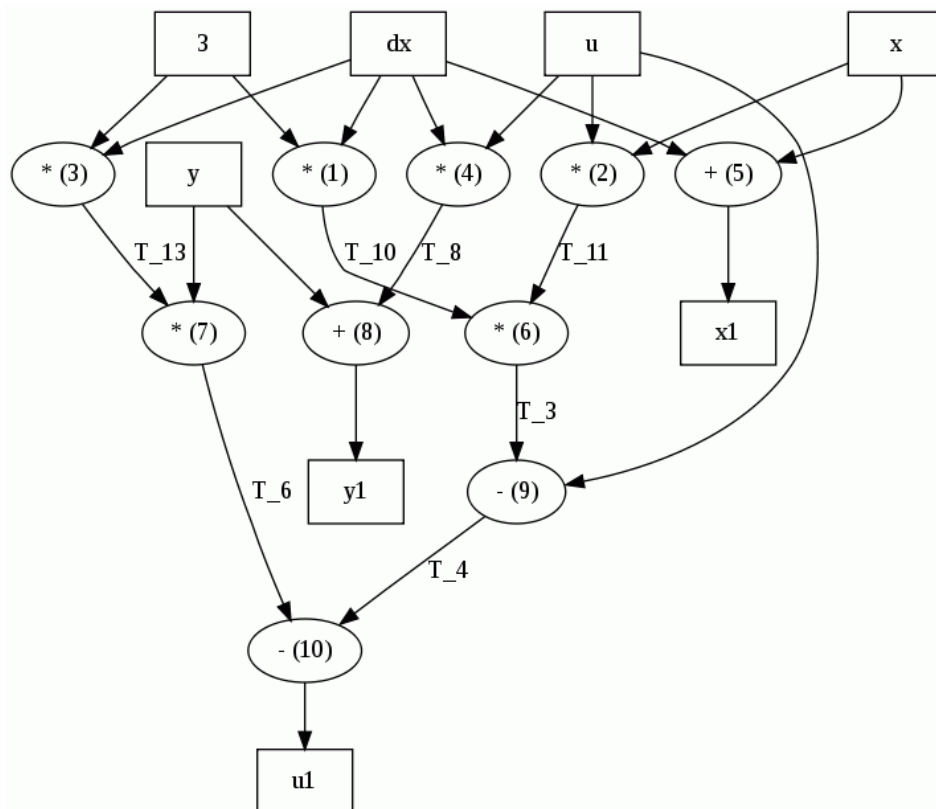 3
dx
u
x
* (3)
y
* (1)
* (4)
* (2)
+ (5)
T_13
T_10
T_8
T_11
* (7)
+ (8)
* (6)
x1
T_3
T_6
y1
- (9)
T_4
- (10)
u1